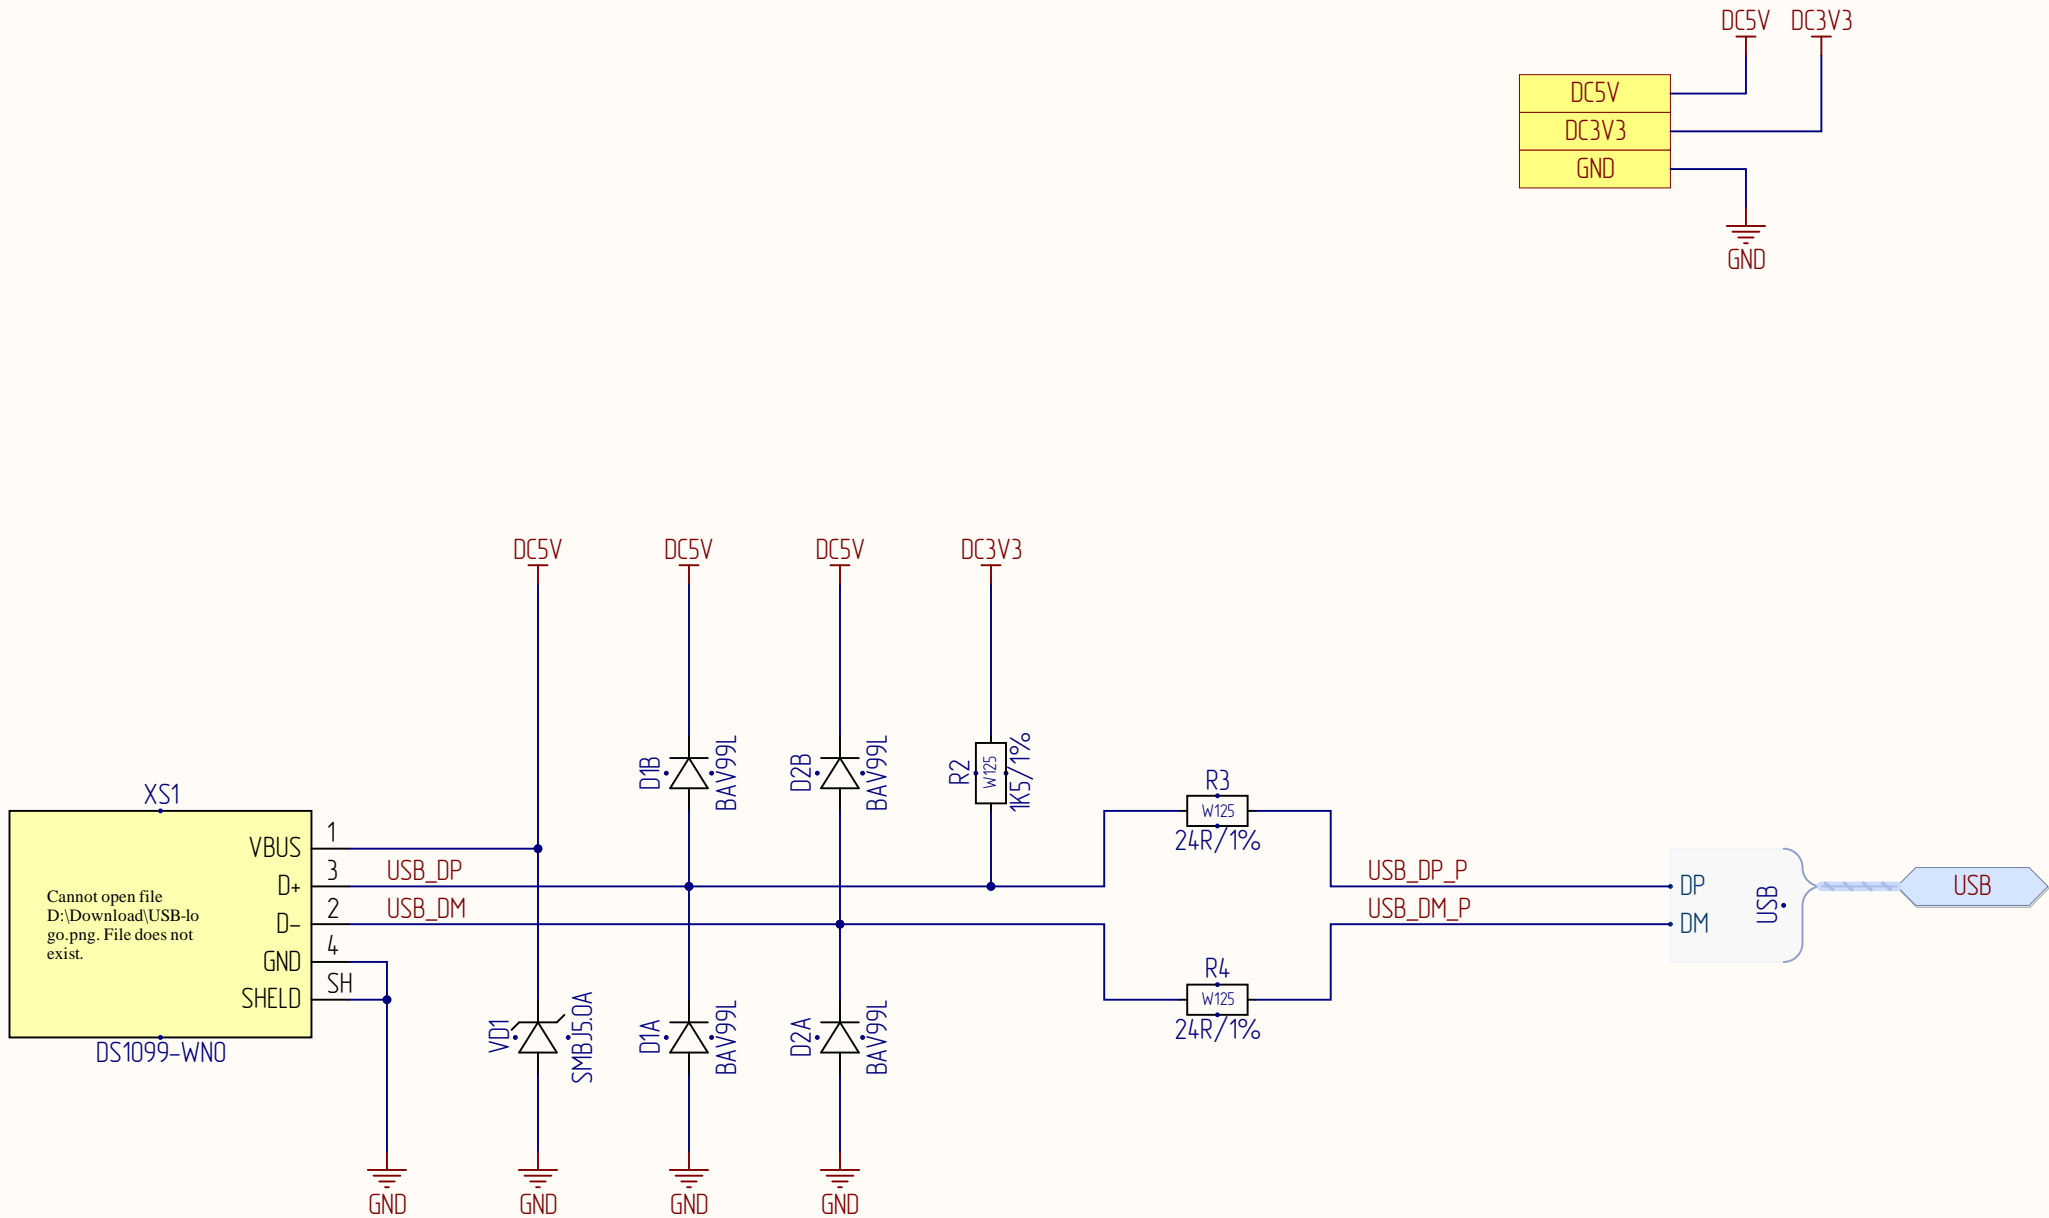 DC5V DC3V3
DC5V
DC3V3
GND
GND
DC5V DC5V DC5V DC3V3
D1B BAV99L D2B BAV99L R2 W125 1K5/1%
XS1
R3
W125
24R/1%
VBUS 1
D+ 3 USB_DP USB_DP_P DP
D- 2 USB_DM USB_DM_P DM
GND 4
SHELD SH
Cannot open file
D:\Download\USB-lo
go.png. File does not
exist.
USB
USB
R4
W125
24R/1%
VD1 SMBJ5.0A D1A BAV99L D2A BAV99L
DS1099-WN0
GND GND GND GND